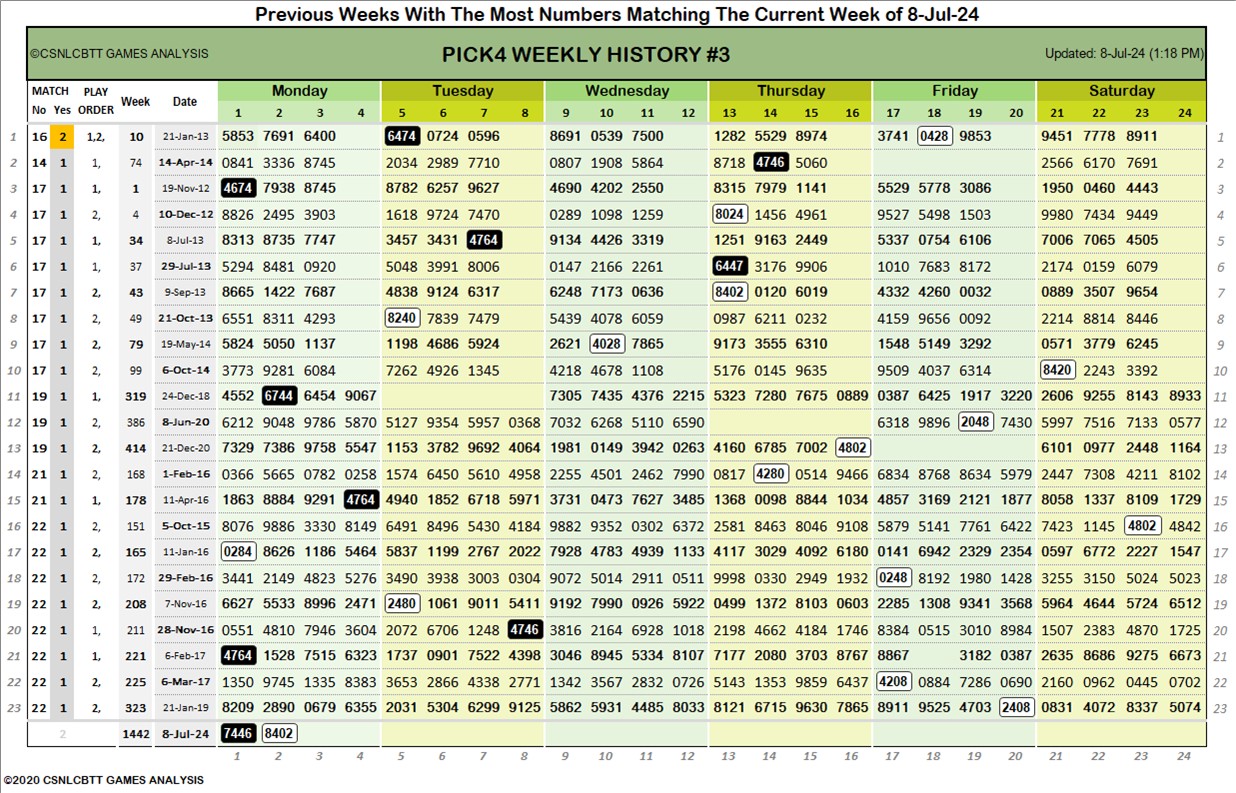 Previous Weeks With The Most Numbers Matching The Current Week of 8-Jul-24
©CSNLCBTT GAMES ANALYSIS PICK4 WEEKLY HISTORY #3 Updated: 8-Jul-24 (1:18 PM)
MATCH PLAY Week Date Monday Tuesday Wednesday Thursday Friday Saturday
No Yes ORDER 1 2 3 4 5 6 7 8 9 10 11 12 13 14 15 16 17 18 19 20 21 22 23 24
1 16 2 1,2, 10 21-Jan-13 5853 7691 6400 6474 0724 0596 8691 0539 7500 1282 5529 8974 3741 0428 9853 9451 7778 8911 1
2 14 1 1, 74 14-Apr-14 0841 3336 8745 2034 2989 7710 0807 1908 5864 8718 4746 5060 2566 6170 7691 2
3 17 1 1, 1 19-Nov-12 4674 7938 8745 8782 6257 9627 4690 4202 2550 8315 7979 1141 5529 5778 3086 1950 0460 4443 3
4 17 1 2, 4 10-Dec-12 8826 2495 3903 1618 9724 7470 0289 1098 1259 8024 1456 4961 9527 5498 1503 9980 7434 9449 4
5 17 1 1, 34 8-Jul-13 8313 8735 7747 3457 3431 4764 9134 4426 3319 1251 9163 2449 5337 0754 6106 7006 7065 4505 5
6 17 1 1, 37 29-Jul-13 5294 8481 0920 5048 3991 8006 0147 2166 2261 6447 3176 9906 1010 7683 8172 2174 0159 6079 6
7 17 1 2, 43 9-Sep-13 8665 1422 7687 4838 9124 6317 6248 7173 0636 8402 0120 6019 4332 4260 0032 0889 3507 9654 7
8 17 1 2, 49 21-Oct-13 6551 8311 4293 8240 7839 7479 5439 4078 6059 0987 6211 0232 4159 9656 0092 2214 8814 8446 8
9 17 1 2, 79 19-May-14 5824 5050 1137 1198 4686 5924 2621 4028 7865 9173 3555 6310 1548 5149 3292 0571 3779 6245 9
10 17 1 2, 99 6-Oct-14 3773 9281 6084 7262 4926 1345 4218 4678 1108 5176 0145 9635 9509 4037 6314 8420 2243 3392 10
11 19 1 1, 319 24-Dec-18 4552 6744 6454 9067 7305 7435 4376 2215 5323 7280 7675 0889 0387 6425 1917 3220 2606 9255 8143 8933 11
12 19 1 2, 386 8-Jun-20 6212 9048 9786 5870 5127 9354 5957 0368 7032 6268 5110 6590 6318 9896 2048 7430 5997 7516 7133 0577 12
13 19 1 2, 414 21-Dec-20 7329 7386 9758 5547 1153 3782 9692 4064 1981 0149 3942 0263 4160 6785 7002 4802 6101 0977 2448 1164 13
14 21 1 2, 168 1-Feb-16 0366 5665 0782 0258 1574 6450 5610 4958 2255 4501 2462 7990 0817 4280 0514 9466 6834 8768 8634 5979 2447 7308 4211 8102 14
15 21 1 1, 178 11-Apr-16 1863 8884 9291 4764 4940 1852 6718 5971 3731 0473 7627 3485 1368 0098 8844 1034 4857 3169 2121 1877 8058 1337 8109 1729 15
16 22 1 2, 151 5-Oct-15 8076 9886 3330 8149 6491 8496 5430 4184 9882 9352 0302 6372 2581 8463 8046 9108 5879 5141 7761 6422 7423 1145 4802 4842 16
17 22 1 2, 165 11-Jan-16 0284 8626 1186 5464 5837 1199 2767 2022 7928 4783 4939 1133 4117 3029 4092 6180 0141 6942 2329 2354 0597 6772 2227 1547 17
18 22 1 2, 172 29-Feb-16 3441 2149 4823 5276 3490 3938 3003 0304 9072 5014 2911 0511 9998 0330 2949 1932 0248 8192 1980 1428 3255 3150 5024 5023 18
19 22 1 2, 208 7-Nov-16 6627 5533 8996 2471 2480 1061 9011 5411 9192 7990 0926 5922 0499 1372 8103 0603 2285 1308 9341 3568 5964 4644 5724 6512 19
20 22 1 1, 211 28-Nov-16 0551 4810 7946 3604 2072 6706 1248 4746 3816 2164 6928 1018 2198 4662 4184 1746 8384 0515 3010 8984 1507 2383 4870 1725 20
21 22 1 1, 221 6-Feb-17 4764 1528 7515 6323 1737 0901 7522 4398 3046 8945 5334 8107 7177 2080 3703 8767 8867 3182 0387 2635 8686 9275 6673 21
22 22 1 2, 225 6-Mar-17 1350 9745 1335 8383 3653 2866 4338 2771 1342 3567 2832 0726 5143 1353 9859 6437 4208 0884 7286 0690 2160 0962 0445 0702 22
23 22 1 2, 323 21-Jan-19 8209 2890 0679 6355 2031 5304 6299 9125 5862 5931 4485 8033 8121 6715 9630 7865 8911 9525 4703 2408 0831 4072 8337 5074 23
2 1442 8-Jul-24 7446 8402
1 2 3 4 5 6 7 8 9 10 11 12 13 14 15 16 17 18 19 20 21 22 23 24
©2020 CSNLCBTT GAMES ANALYSIS